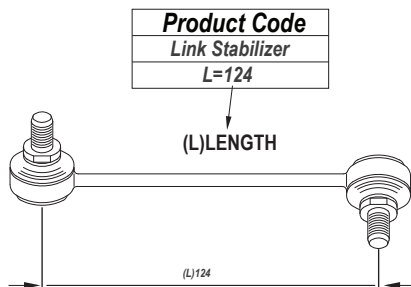 Product Code
Link Stabilizer
L=124
(L)LENGTH
(L)124